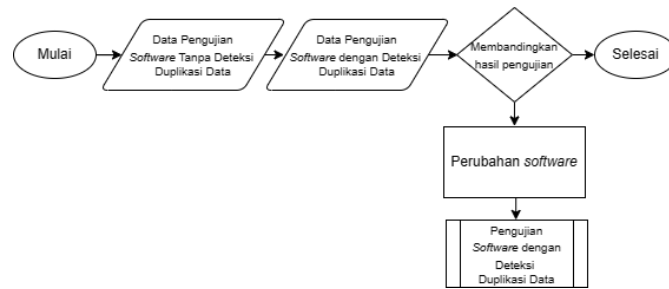 Mulai
Data Pengujian
Software Tanpa Deteksi
Duplikasi Data
Data Pengujian
Software dengan Deteksi
Duplikasi Data
Membandingkan
hasil pengujian
Selesai
Perubahan software
Pengujian
Software dengan
Deteksi
Duplikasi Data